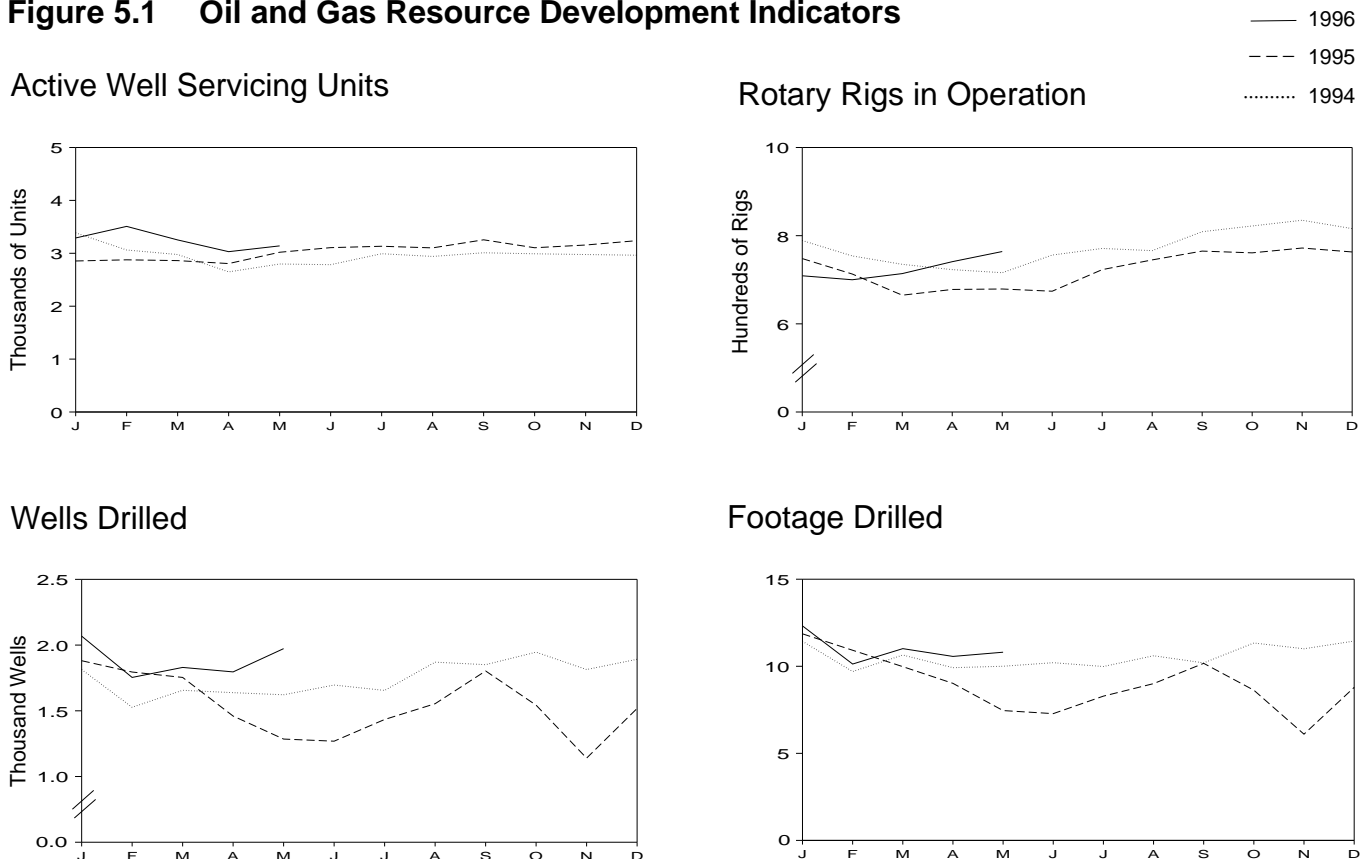 Figure 5.1 Oil and Gas Resource Development Indicators
1996
1995
1994
Active Well Servicing Units
Thousands of Units
5
4
3
2
1
0
J F M A M J J A S O N D
Rotary Rigs in Operation
Hundreds of Rigs
10
8
6
0
J F M A M J J A S O N D
Wells Drilled
Thousand Wells
2.5
2.0
1.5
1.0
0.0
J F M A M J J A S O N D
Footage Drilled
15
10
5
0
J F M A M J J A S O N D